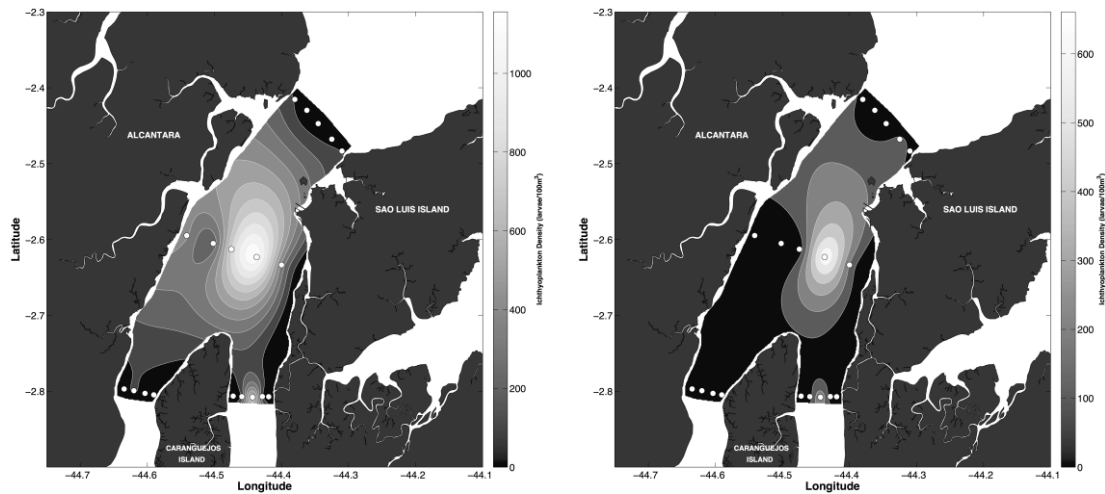 −2.3
−2.4
−2.5
−2.6
−2.7
−2.8
Latitude
−44.7
−44.6
−44.5
−44.4
−44.3
−44.2
−44.1
Longitude
ALCANTARA
SAO LUIS ISLAND
CARANGUEJOS
ISLAND
1000
800
600
400
200
0
Ichthyoplankton Density (larvae/100m³)
−2.3
−2.4
−2.5
−2.6
−2.7
−2.8
Latitude
−44.7
−44.6
−44.5
−44.4
−44.3
−44.2
−44.1
Longitude
ALCANTARA
SAO LUIS ISLAND
CARANGUEJOS
ISLAND
600
500
400
300
200
100
0
Ichthyoplankton Density (larvae/100m³)